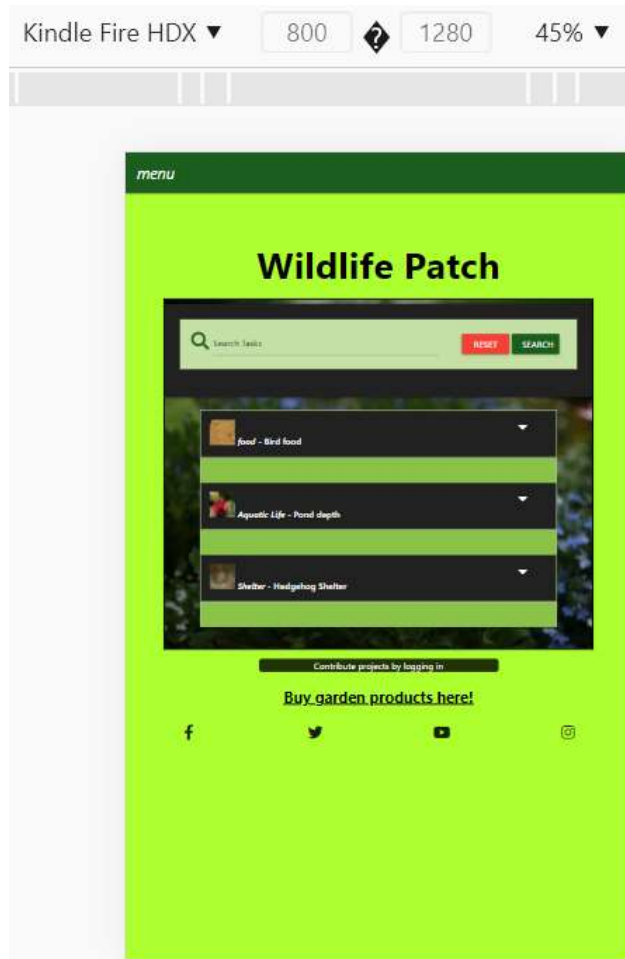 Kindle Fire HDX ▼ 800 � 1280 45% ▼
menu
Wildlife Patch
Search Tasks RESET SEARCH
food - Bird food
Aquatic Life - Pond depth
Shelter - Hedgehog Shelter
Contribute projects by logging in
Buy garden products here!